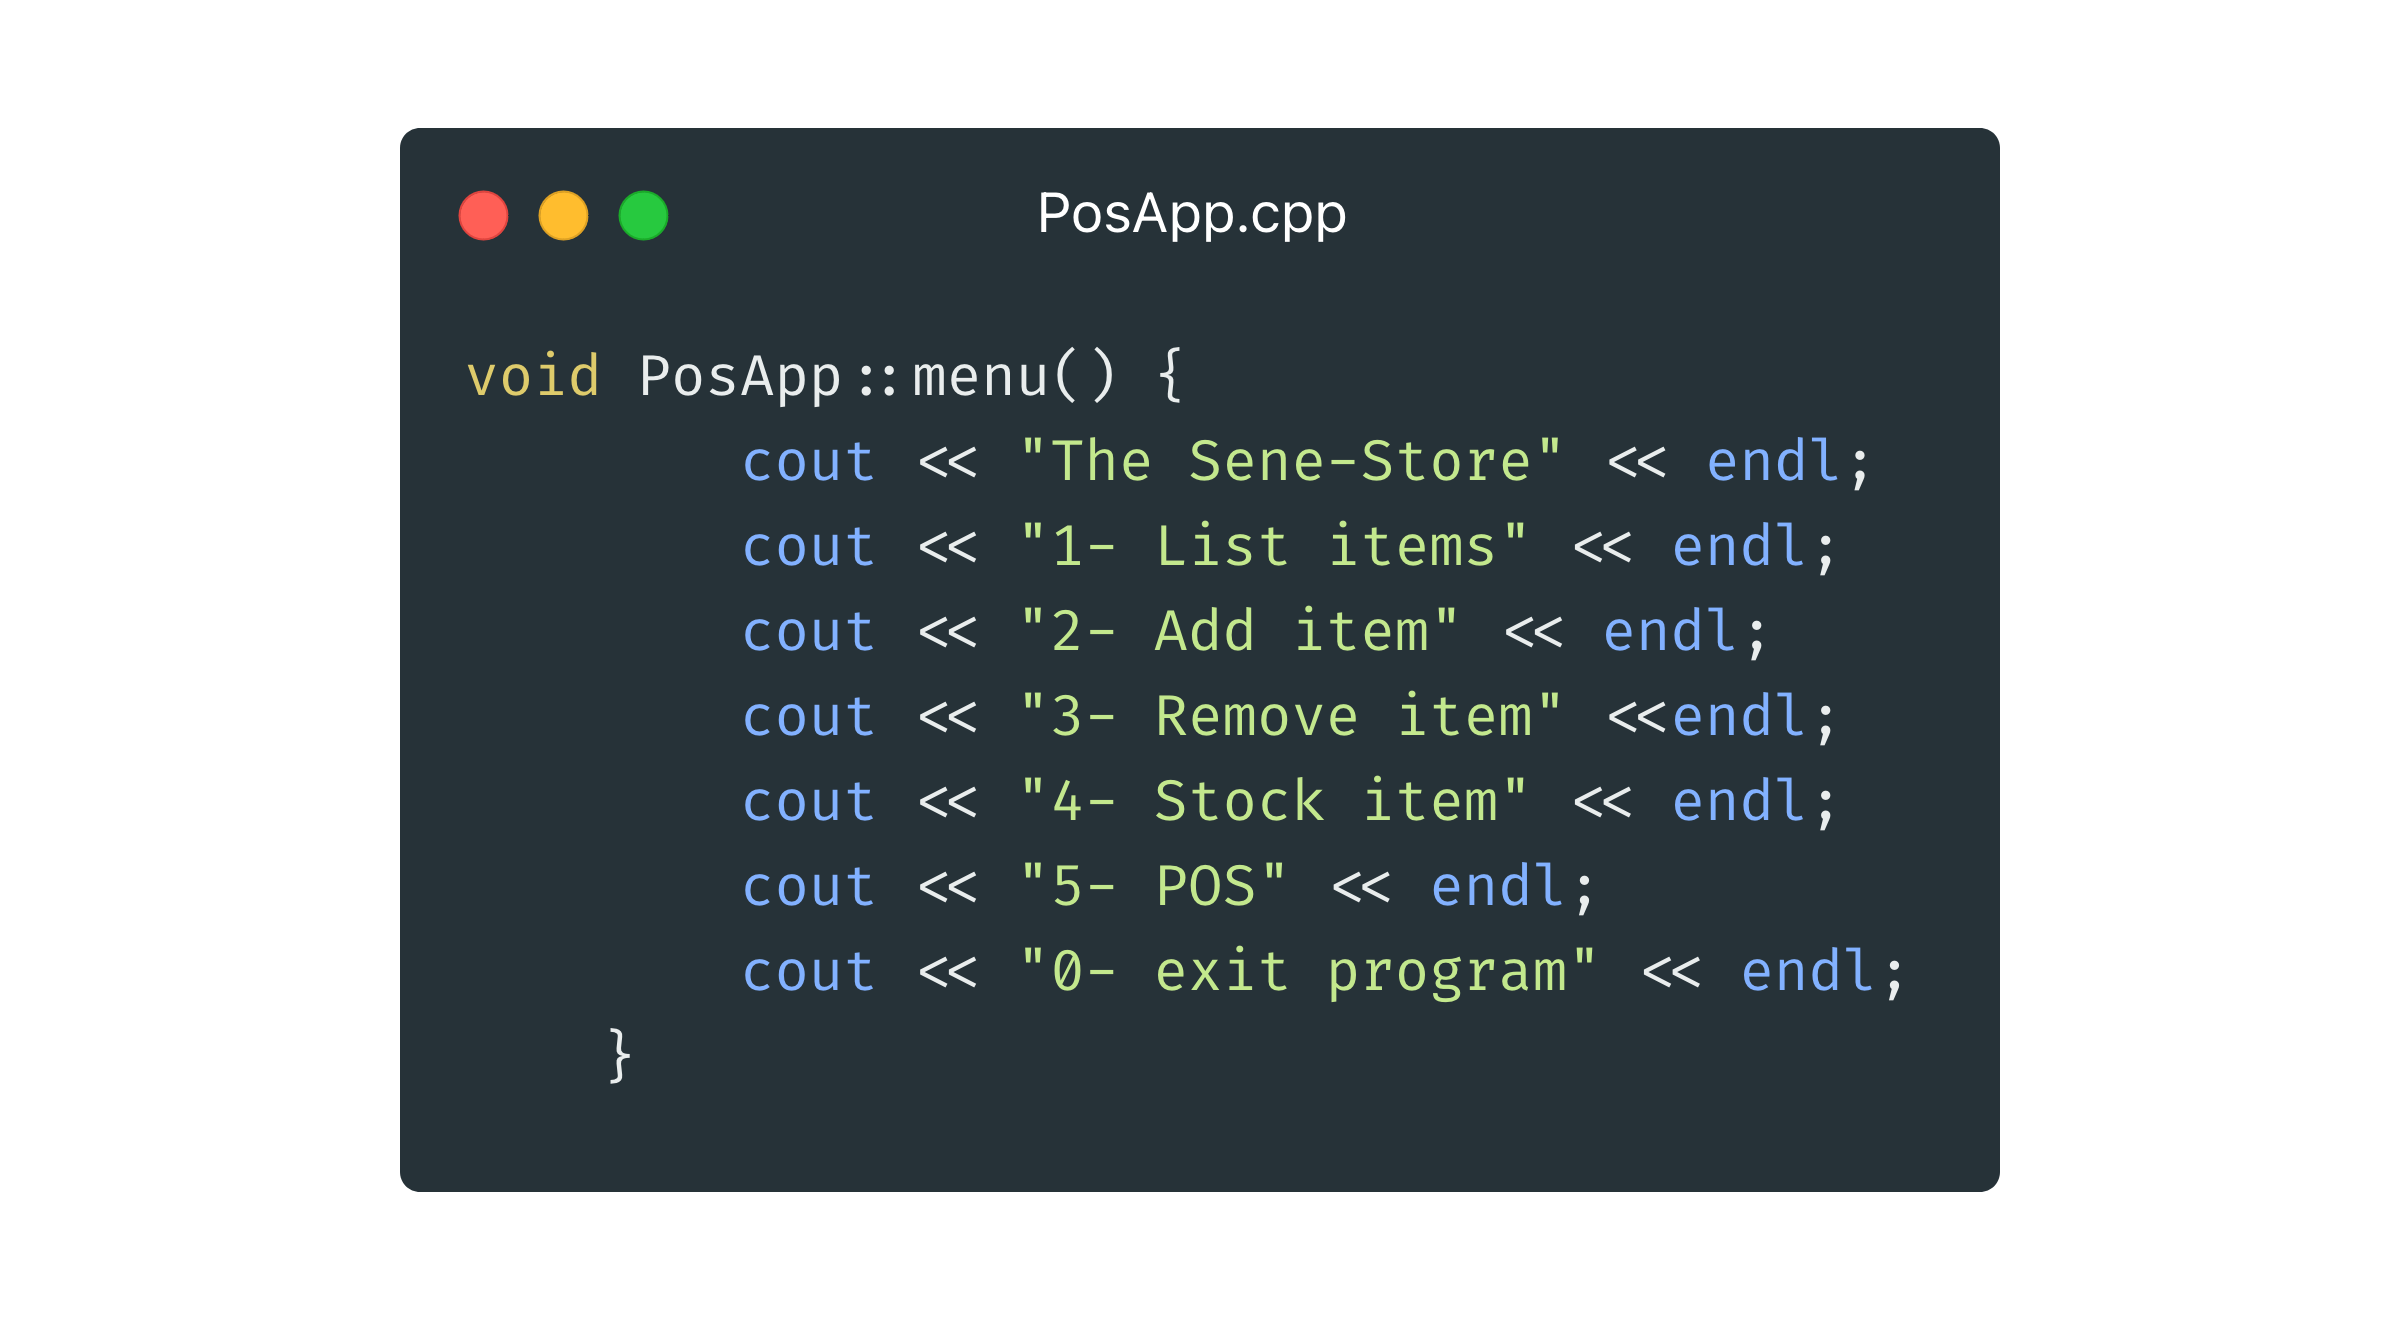 PosApp.cpp
void PosApp::menu() {
        cout << "The Sene-Store" << endl;
        cout << "1- List items" << endl;
        cout << "2- Add item" << endl;
        cout << "3- Remove item" <<endl;
        cout << "4- Stock item" << endl;
        cout << "5- POS" << endl;
        cout << "0- exit program" << endl;
    }